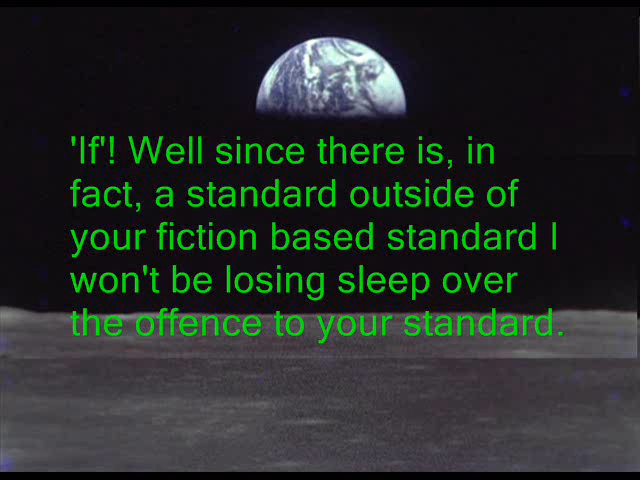 'If'! Well since there is, in
fact, a standard outside of
your fiction based standard I
won't be losing sleep over
the offence to your standard.